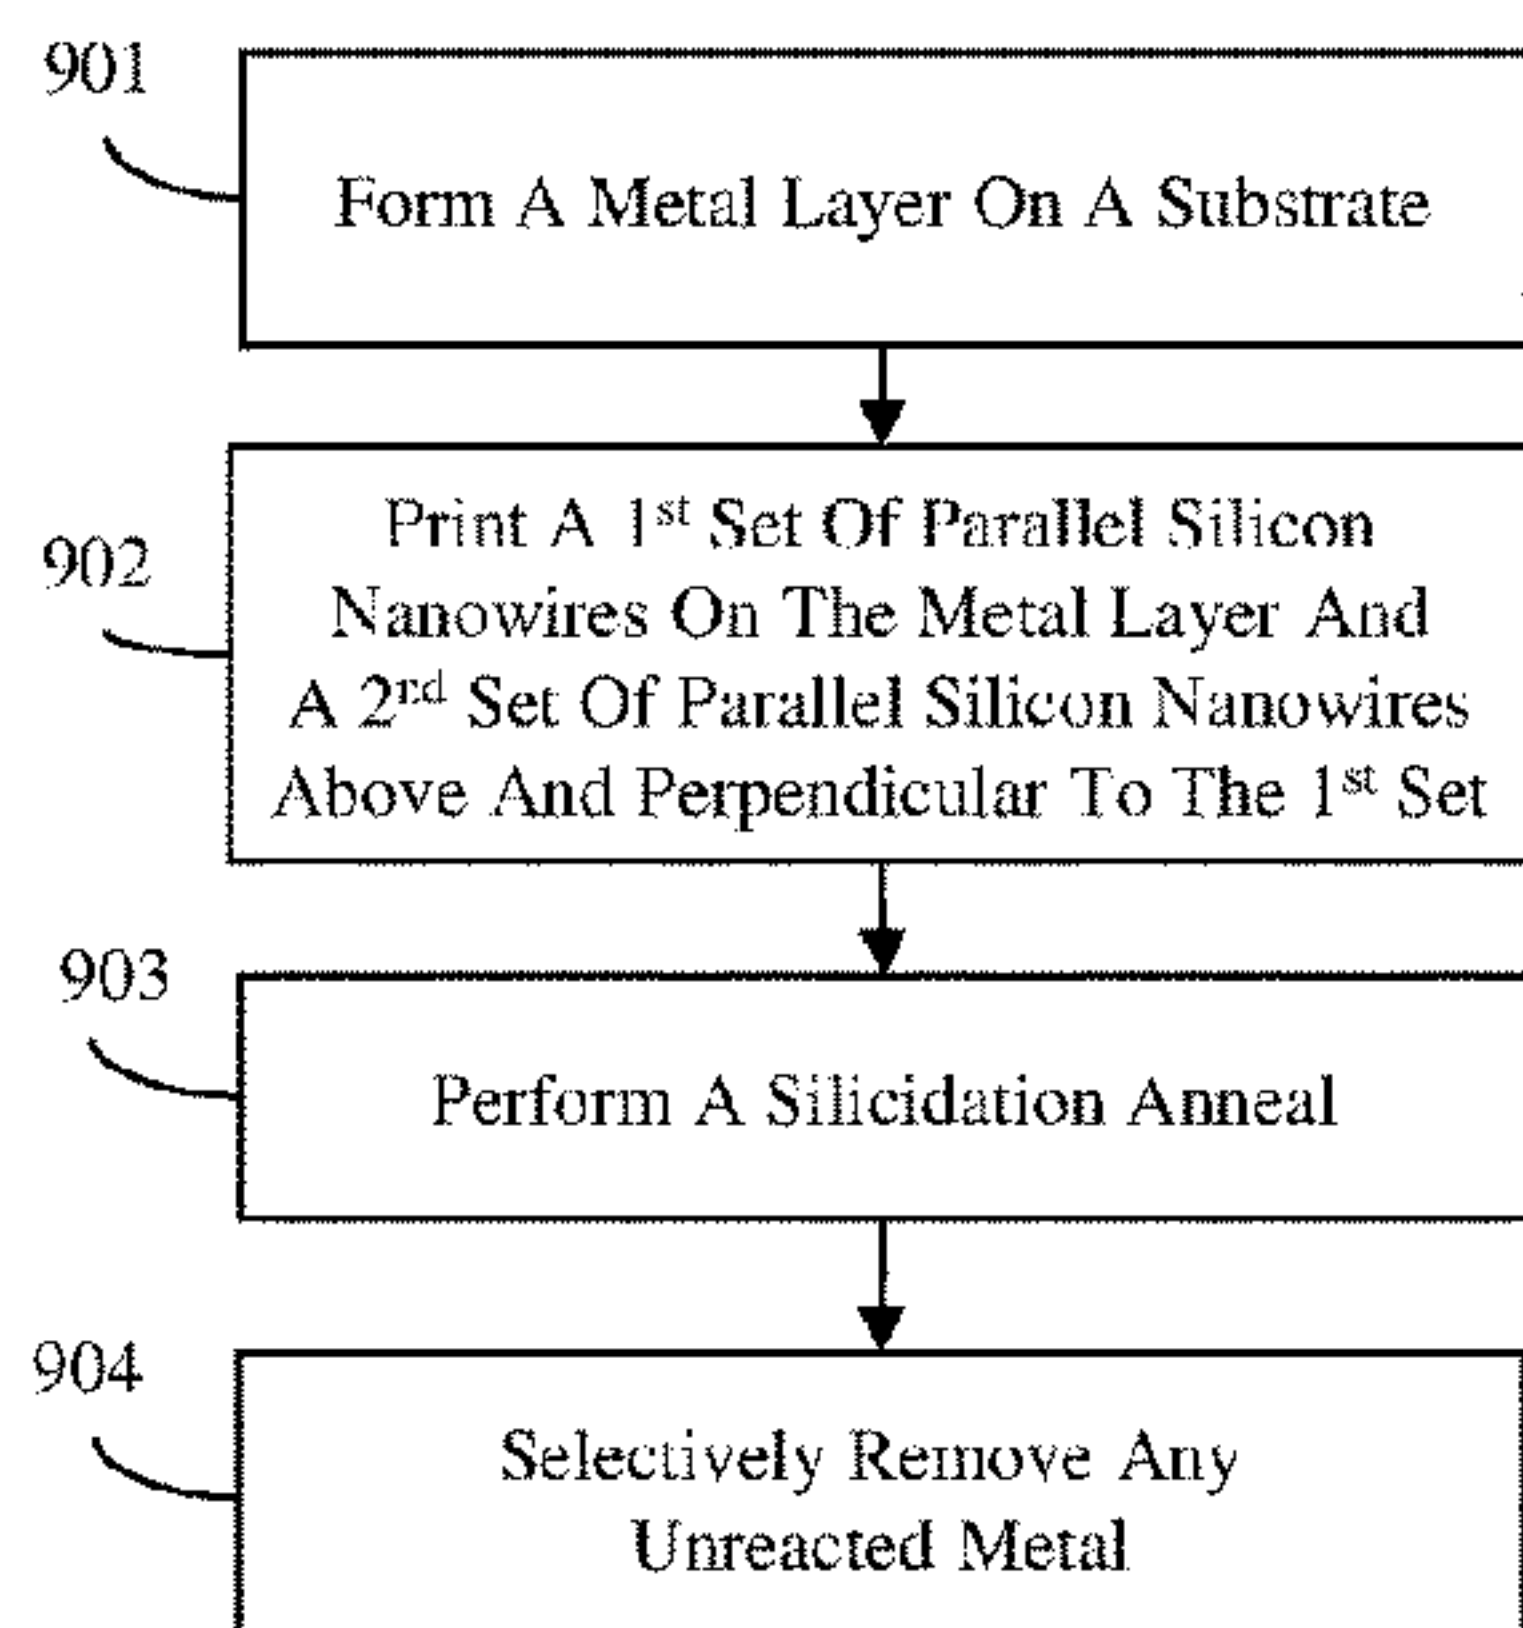 901
Form A Metal Layer On A Substrate
902
Print A 1st Set Of Parallel Silicon
Nanowires On The Metal Layer And
A 2nd Set Of Parallel Silicon Nanowires
Above And Perpendicular To The 1st Set
903
Perform A Silicidation Anneal
904
Selectively Remove Any
Unreacted Metal